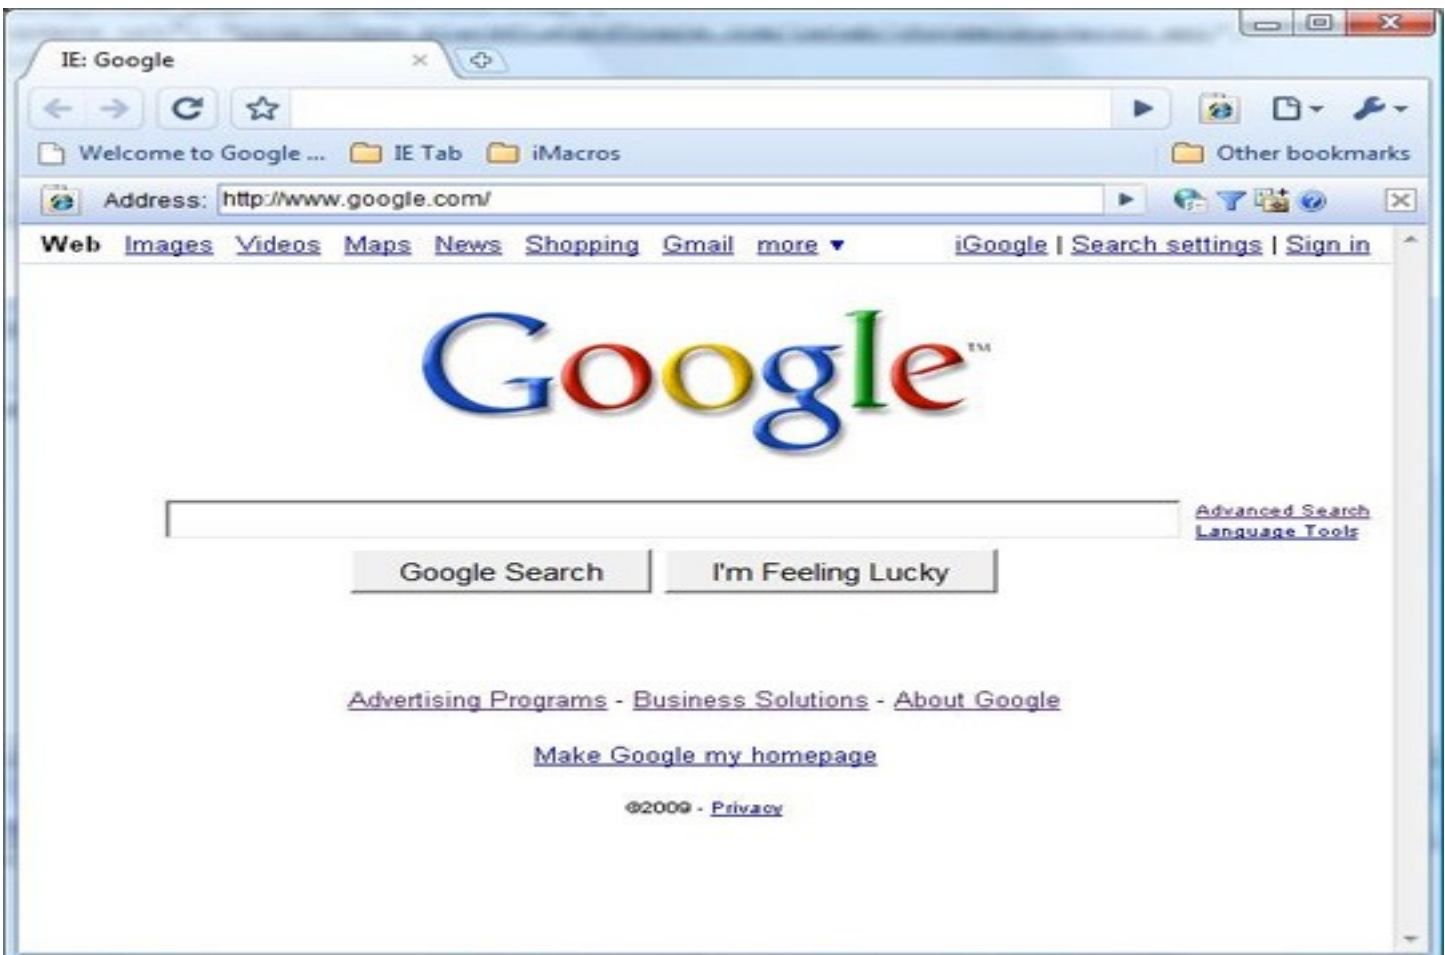 IE: Google
Welcome to Google ... IE Tab iMacros Other bookmarks
Address: http://www.google.com/
Web Images Videos Maps News Shopping Gmail more ▼ iGoogle | Search settings | Sign in
Google™
Advanced Search
Language Tools
Google Search I'm Feeling Lucky
Advertising Programs - Business Solutions - About Google
Make Google my homepage
©2009 - Privacy